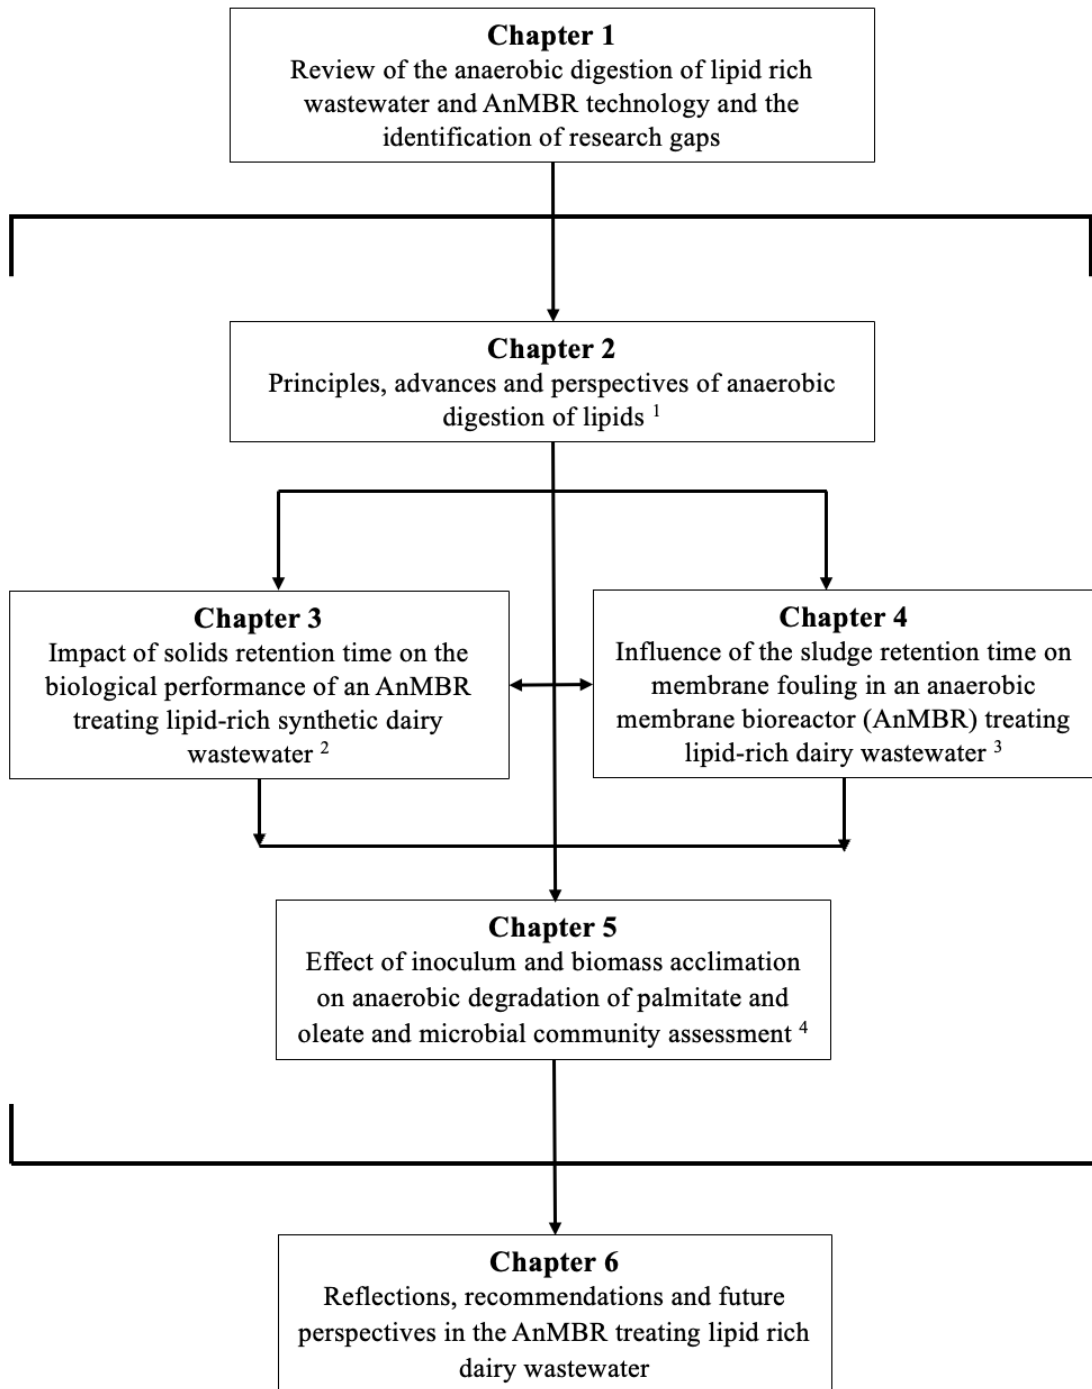 Chapter 1
Review of the anaerobic digestion of lipid rich
wastewater and AnMBR technology and the
identification of research gaps
Chapter 2
Principles, advances and perspectives of anaerobic
digestion of lipids 1
Chapter 3
Impact of solids retention time on the
biological performance of an AnMBR
treating lipid-rich synthetic dairy
wastewater 2
Chapter 4
Influence of the sludge retention time on
membrane fouling in an anaerobic
membrane bioreactor (AnMBR) treating
lipid-rich dairy wastewater 3
Chapter 5
Effect of inoculum and biomass acclimation
on anaerobic degradation of palmitate and
oleate and microbial community assessment 4
Chapter 6
Reflections, recommendations and future
perspectives in the AnMBR treating lipid rich
dairy wastewater